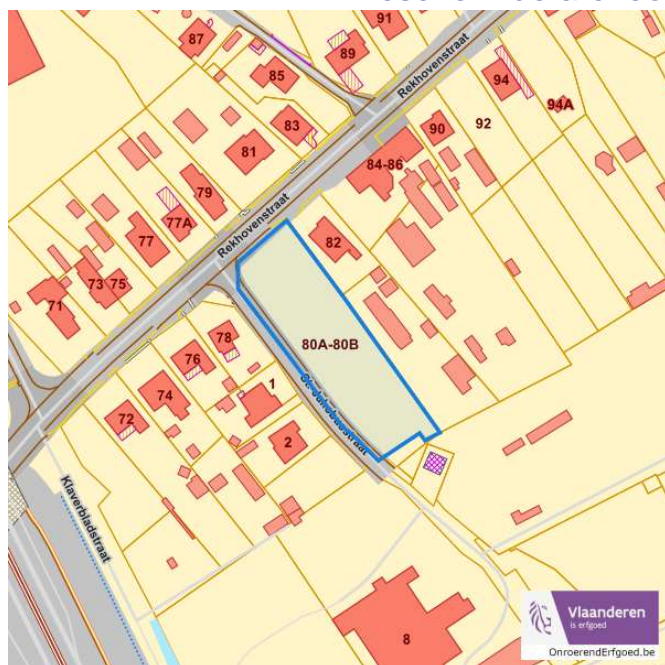 91
87
89
Rekhovenstraat
85
94
94A
83
90
92
81
84-86
79
77A
Rekhovenstraat
77
82
73
75
71
80A-80B
78
76
1
74
72
2
Klaverbladstraat
8
Vlaanderen
is erfgoed
OnroerendErfgoed.be